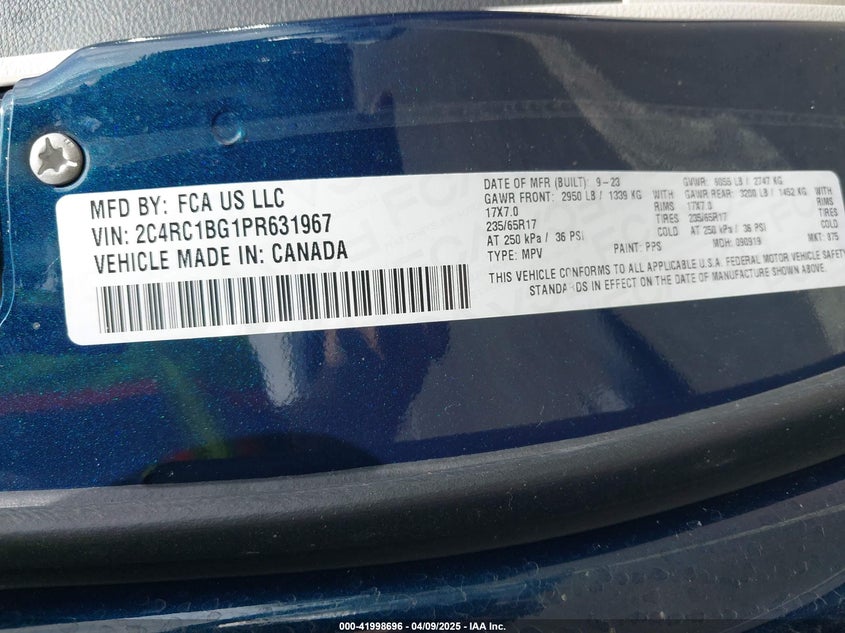 MFD BY: FCA US LLC
VIN: 2C4RC1BG1PR631967
VEHICLE MADE IN: CANADA
DATE OF MFR (BUILT): 9-23
GAWR FRONT: 2950 LB / 1339 KG WITH
17X7.0 RIMS
235/65R17 TIRES
AT 250 kPa / 36 PSI COLD
TYPE: MPV PAINT: PPS
GVWR: 6055 LB / 2747 KG
GAWR REAR: 3200 LB / 1452 KG WITH
17X7.0 RIMS
235/65R17 TIRES
AT 250 kPa / 36 PSI COLD
MDH: 090919 MKT: 875
THIS VEHICLE CONFORMS TO ALL APPLICABLE U.S.A. FEDERAL MOTOR VEHICLE SAFETY
STANDARDS IN EFFECT ON THE DATE OF MANUFACTURE SHOWN ABOVE.
000-41998696 - 04/09/2025 - IAA Inc.